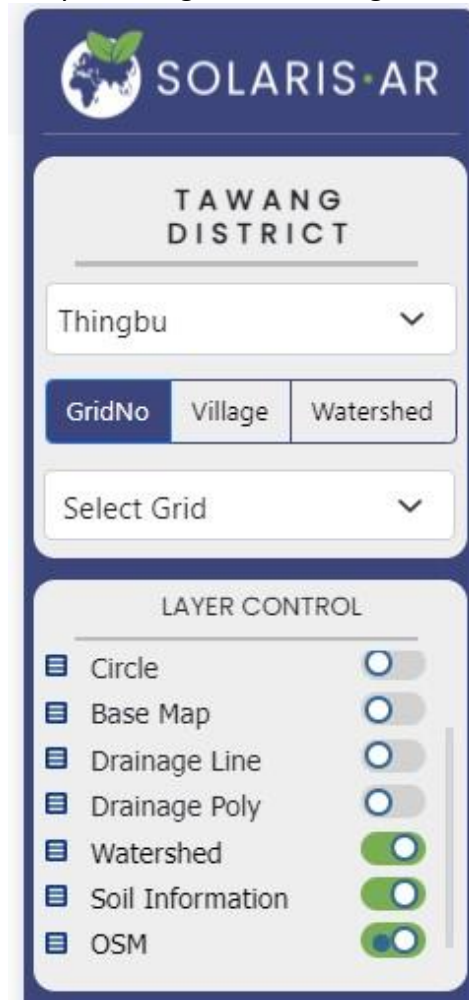 SOLARIS·AR
TAWANG
DISTRICT
Thingbu
GridNo Village Watershed
Select Grid
LAYER CONTROL
Circle
Base Map
Drainage Line
Drainage Poly
Watershed
Soil Information
OSM